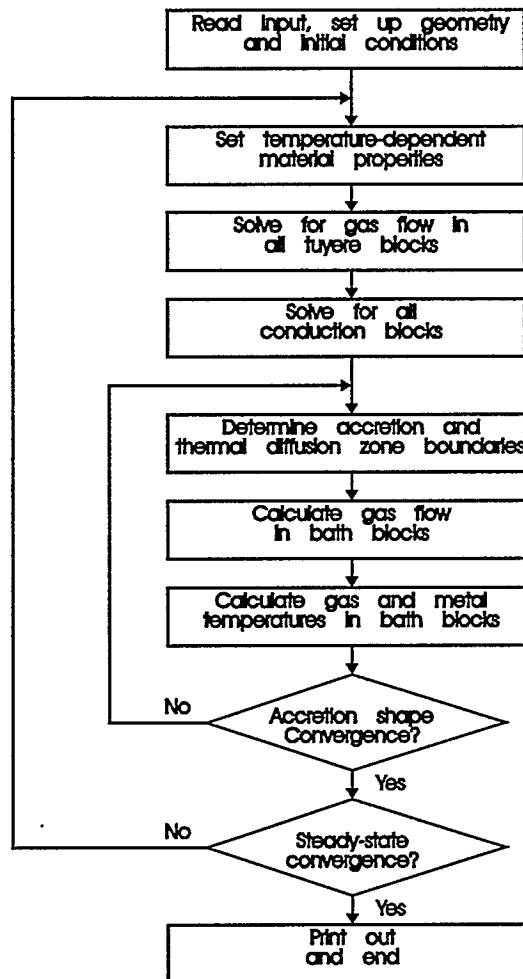 Read input, set up geometry
and initial conditions
Set temperature-dependent
material properties
Solve for gas flow in
all tuyere blocks
Solve for all
conduction blocks
Determine accretion and
thermal diffusion zone boundaries
Calculate gas flow
in bath blocks
Calculate gas and metal
temperatures in bath blocks
No
Accretion shape
Convergence?
Yes
No
Steady-state
convergence?
Yes
Print out
and end